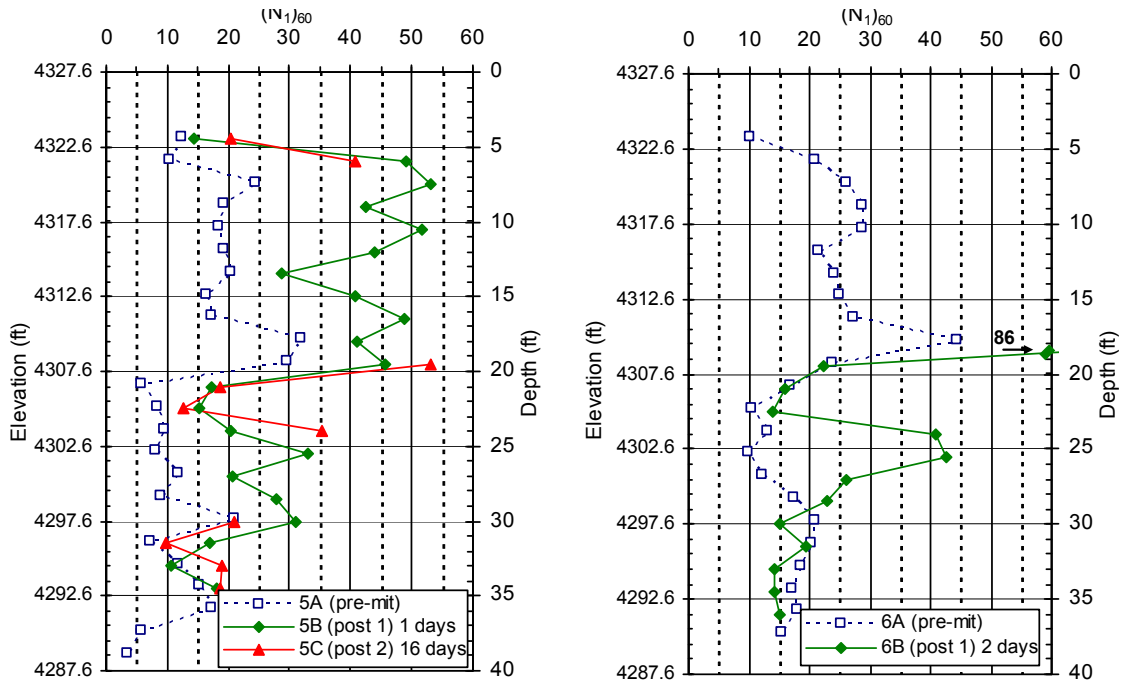 (N1)60
0 10 20 30 40 50 60
4327.6
4322.6
4317.6
4312.6
4307.6
4302.6
4297.6
4292.6
4287.6
Elevation (ft)
0
5
10
15
20
25
30
35
40
Depth (ft)
5A (pre-mit)
5B (post 1) 1 days
5C (post 2) 16 days
(N1)60
0 10 20 30 40 50 60
4327.6
4322.6
4317.6
4312.6
4307.6
4302.6
4297.6
4292.6
4287.6
Elevation (ft)
0
5
10
15
20
25
30
35
40
Depth (ft)
86
6A (pre-mit)
6B (post 1) 2 days